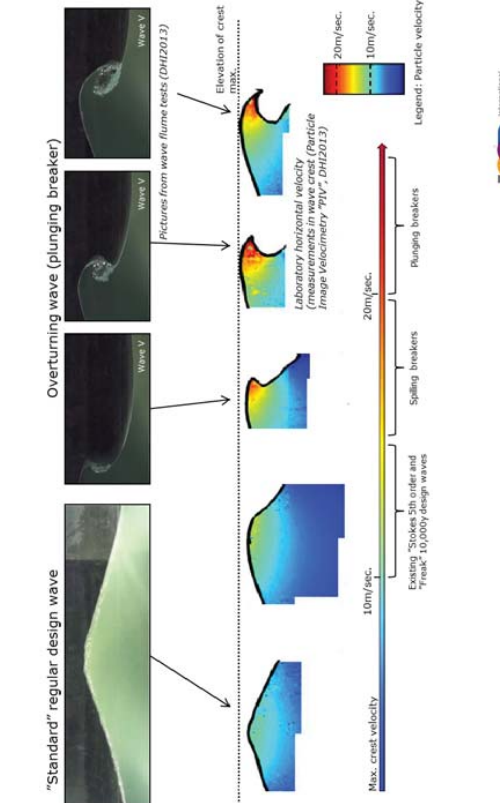 "Standard" regular design wave
Overturning wave (plunging breaker)
Wave V
Wave V
Wave V
Pictures from wave flume tests (DHI2013)
Elevation of crest
max.
Laboratory horizontal velocity
(measurements in wave crest (Particle
Image Velocimetry "PIV", DHI2013)
20m/sec.
10m/sec.
Legend: Particle velocity
Max. crest velocity
10m/sec.
20m/sec.
Existing "Stokes 5th order and
"Freak" 10,000y design waves
Spilling breakers
Plunging breakers